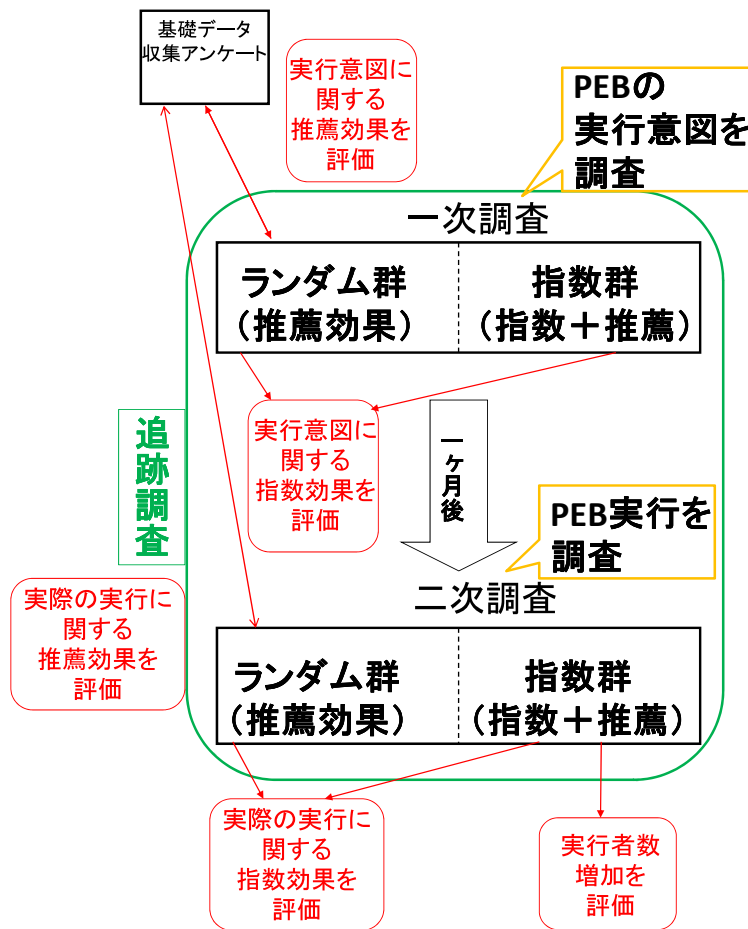 基礎データ
収集アンケート
実行意図に
関する
推薦効果を
評価
PEBの
実行意図を
調査
一次調査
ランダム群
（推薦効果）
指数群
（指数＋推薦）
追跡調査
実行意図に
関する
指数効果を
評価
一ヶ月後
PEB実行を
調査
二次調査
実際の実行に
関する
推薦効果を
評価
ランダム群
（推薦効果）
指数群
（指数＋推薦）
実際の実行に
関する
指数効果を
評価
実行者数
増加を
評価